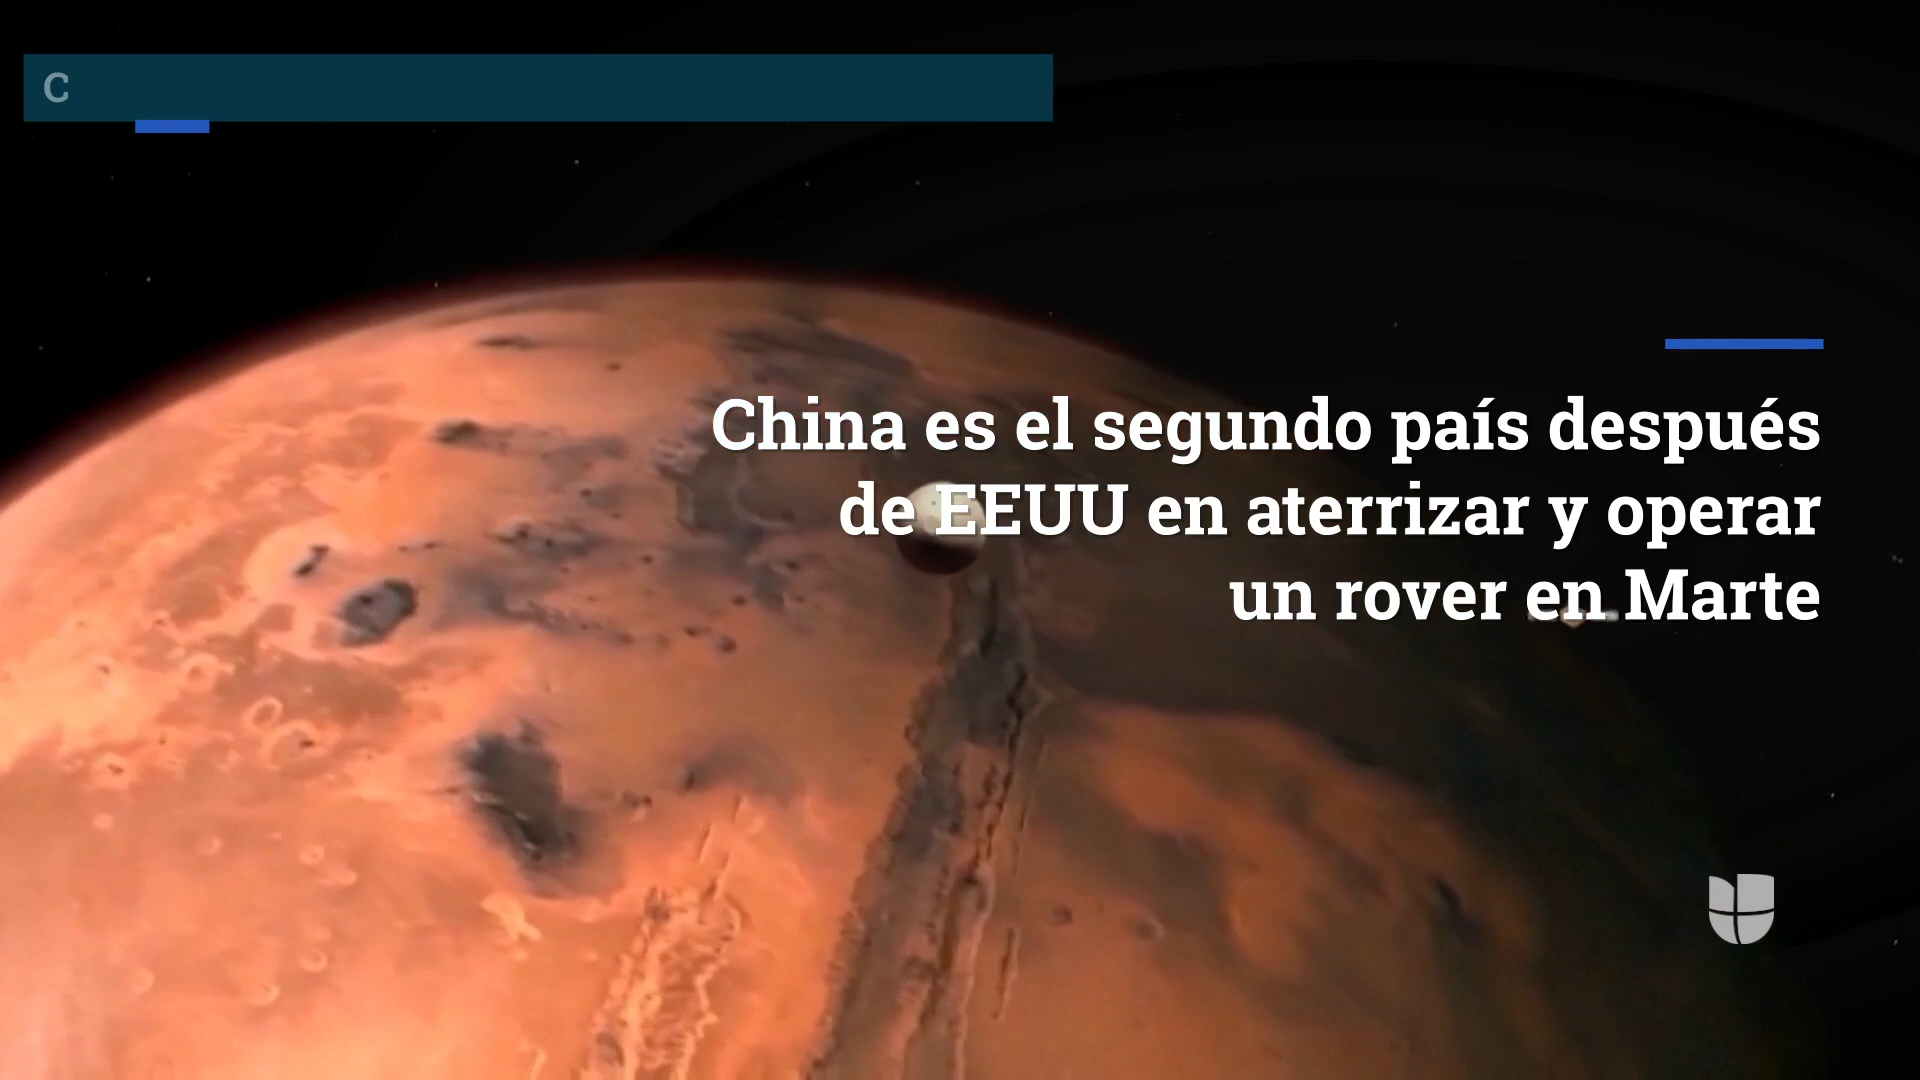 C
China es el segundo país después
de EEUU en aterrizar y operar
un rover en Marte